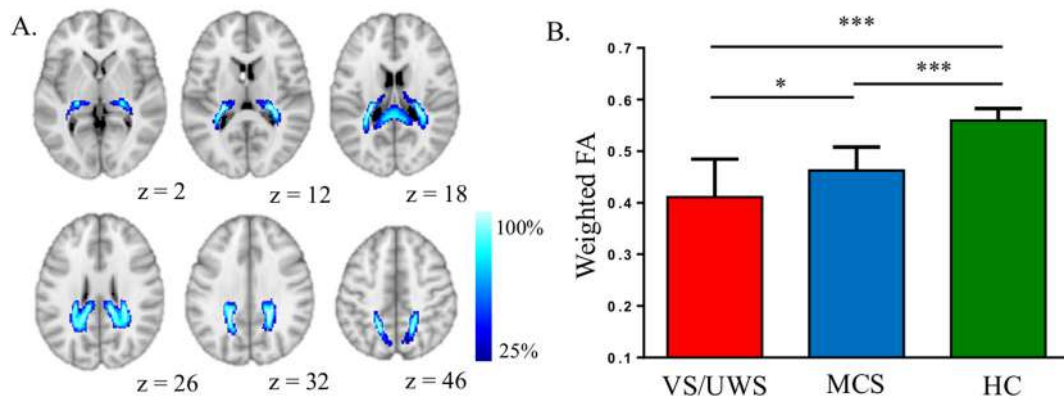 A.
z = 2
z = 12
z = 18
z = 26
z = 32
z = 46
100%
25%
B.
Weighted FA
0.7
0.6
0.5
0.4
0.3
0.2
0.1
***
*
***
VS/UWS
MCS
HC